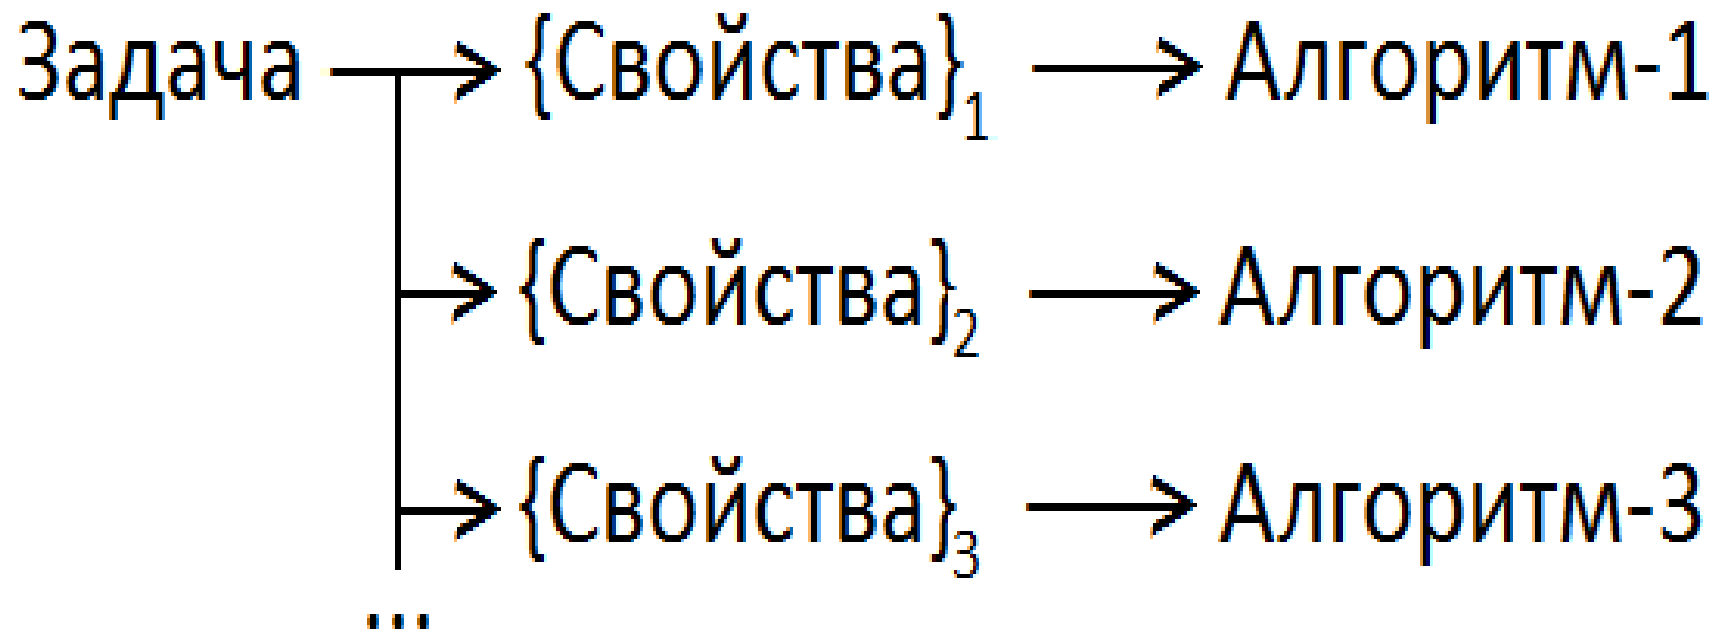 Задача → {Свойства}₁ → Алгоритм-1
→ {Свойства}₂ → Алгоритм-2
→ {Свойства}₃ → Алгоритм-3
...